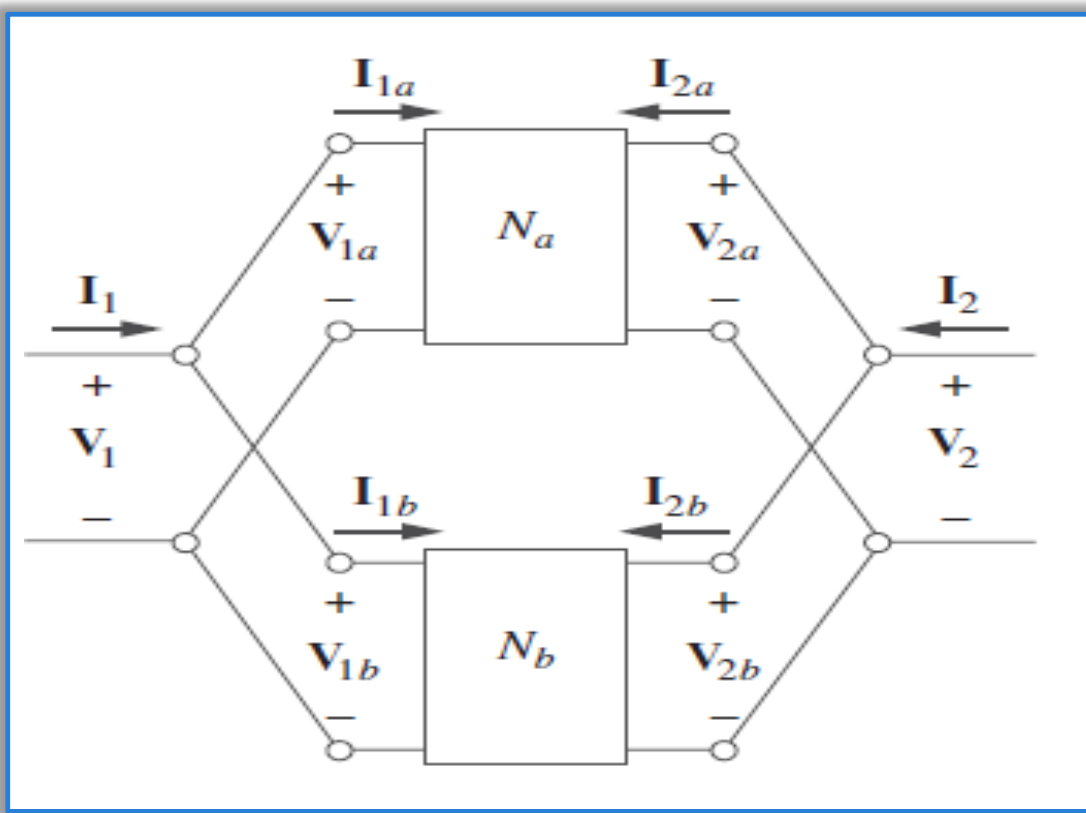 I1a
I2a
+
V1a
−
Na
+
V2a
−
I1
+
V1
−
I2
+
V2
−
I1b
I2b
+
V1b
−
Nb
+
V2b
−